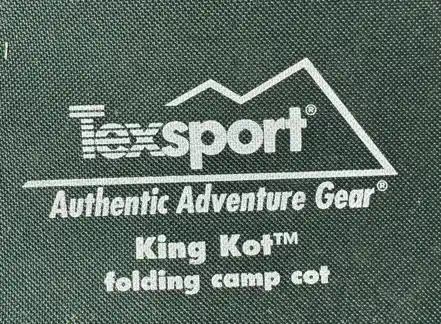 Texsport®
Authentic Adventure Gear®
King Kot™
folding camp cot